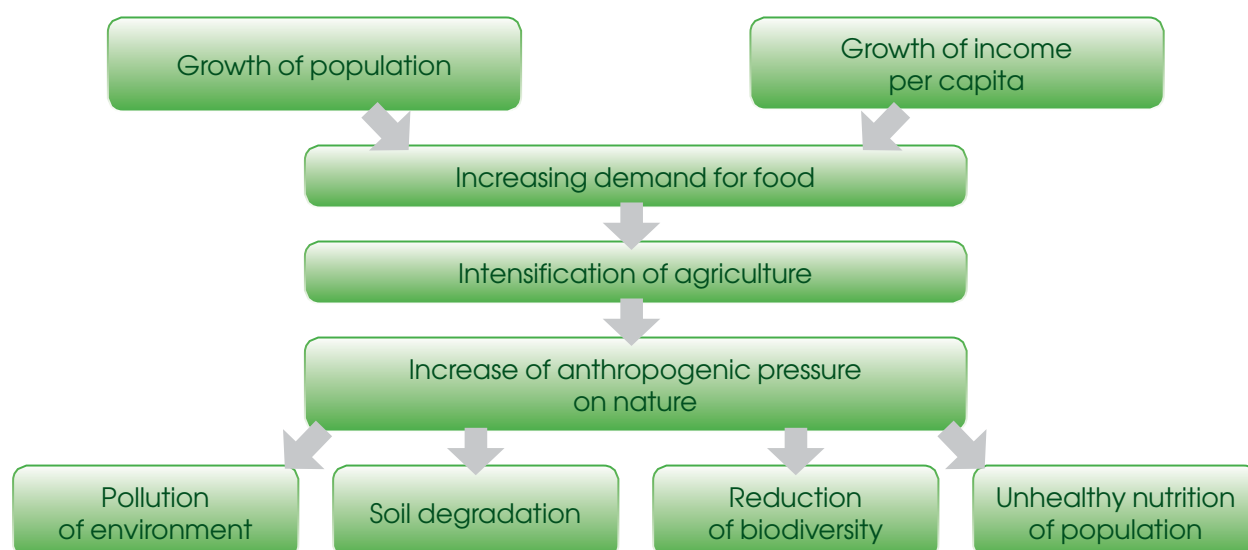 Growth of population
Growth of income
per capita
Increasing demand for food
Intensification of agriculture
Increase of anthropogenic pressure
on nature
Pollution
of environment
Soil degradation
Reduction
of biodiversity
Unhealthy nutrition
of population